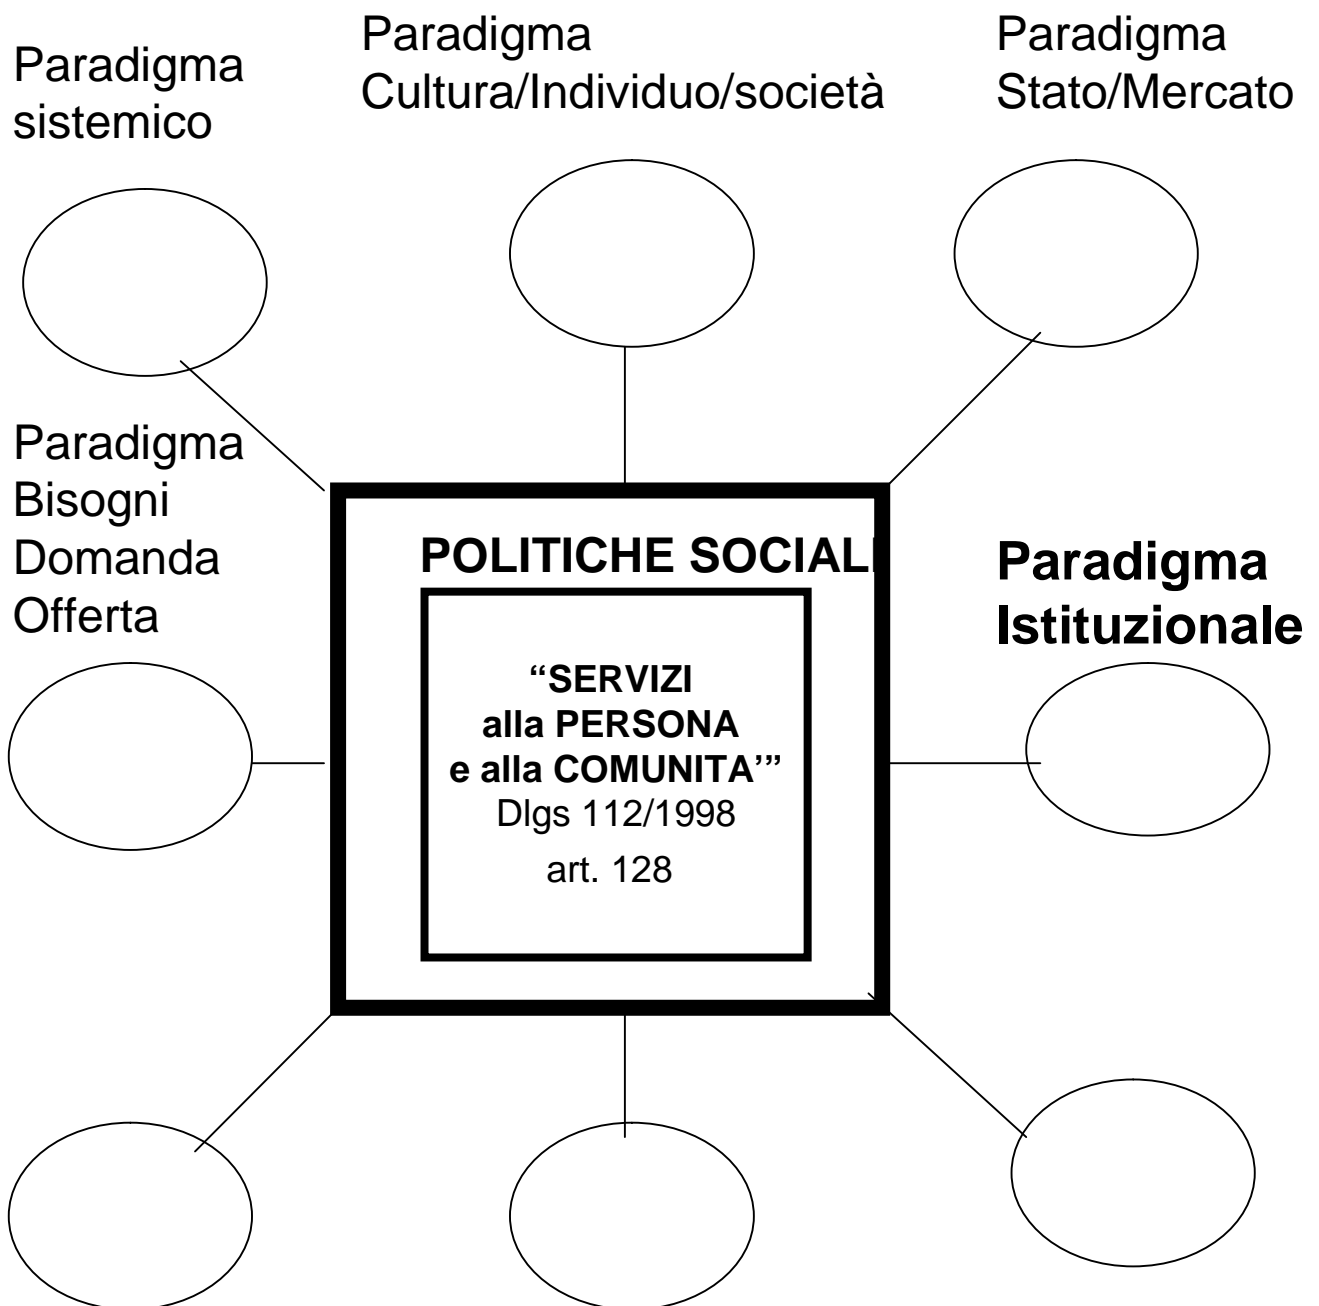 Paradigma
sistemico
Paradigma
Cultura/Individuo/società
Paradigma
Stato/Mercato
Paradigma
Bisogni
Domanda
Offerta
POLITICHE SOCIALI
“SERVIZI
alla PERSONA
e alla COMUNITA’”
Dlgs 112/1998
art. 128
Paradigma
Istituzionale